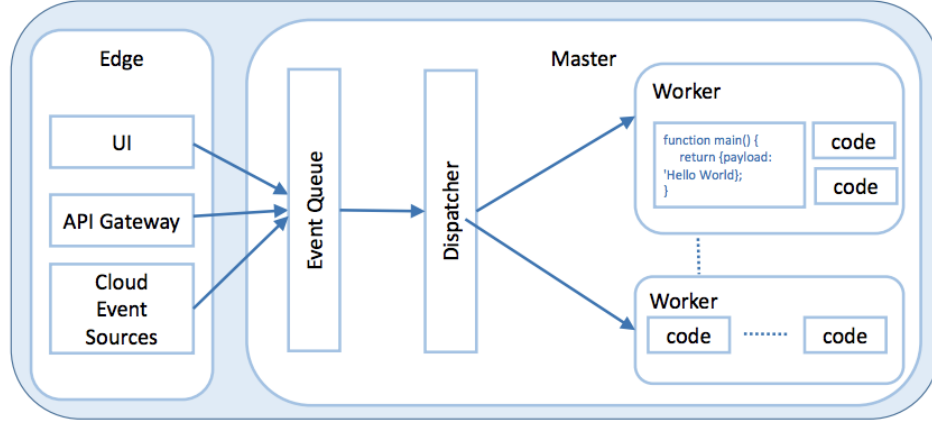 Edge
UI
API Gateway
Cloud
Event
Sources
Master
Event Queue
Dispatcher
Worker
function main() {
return {payload:
'Hello World};
}
code
code
Worker
code
code